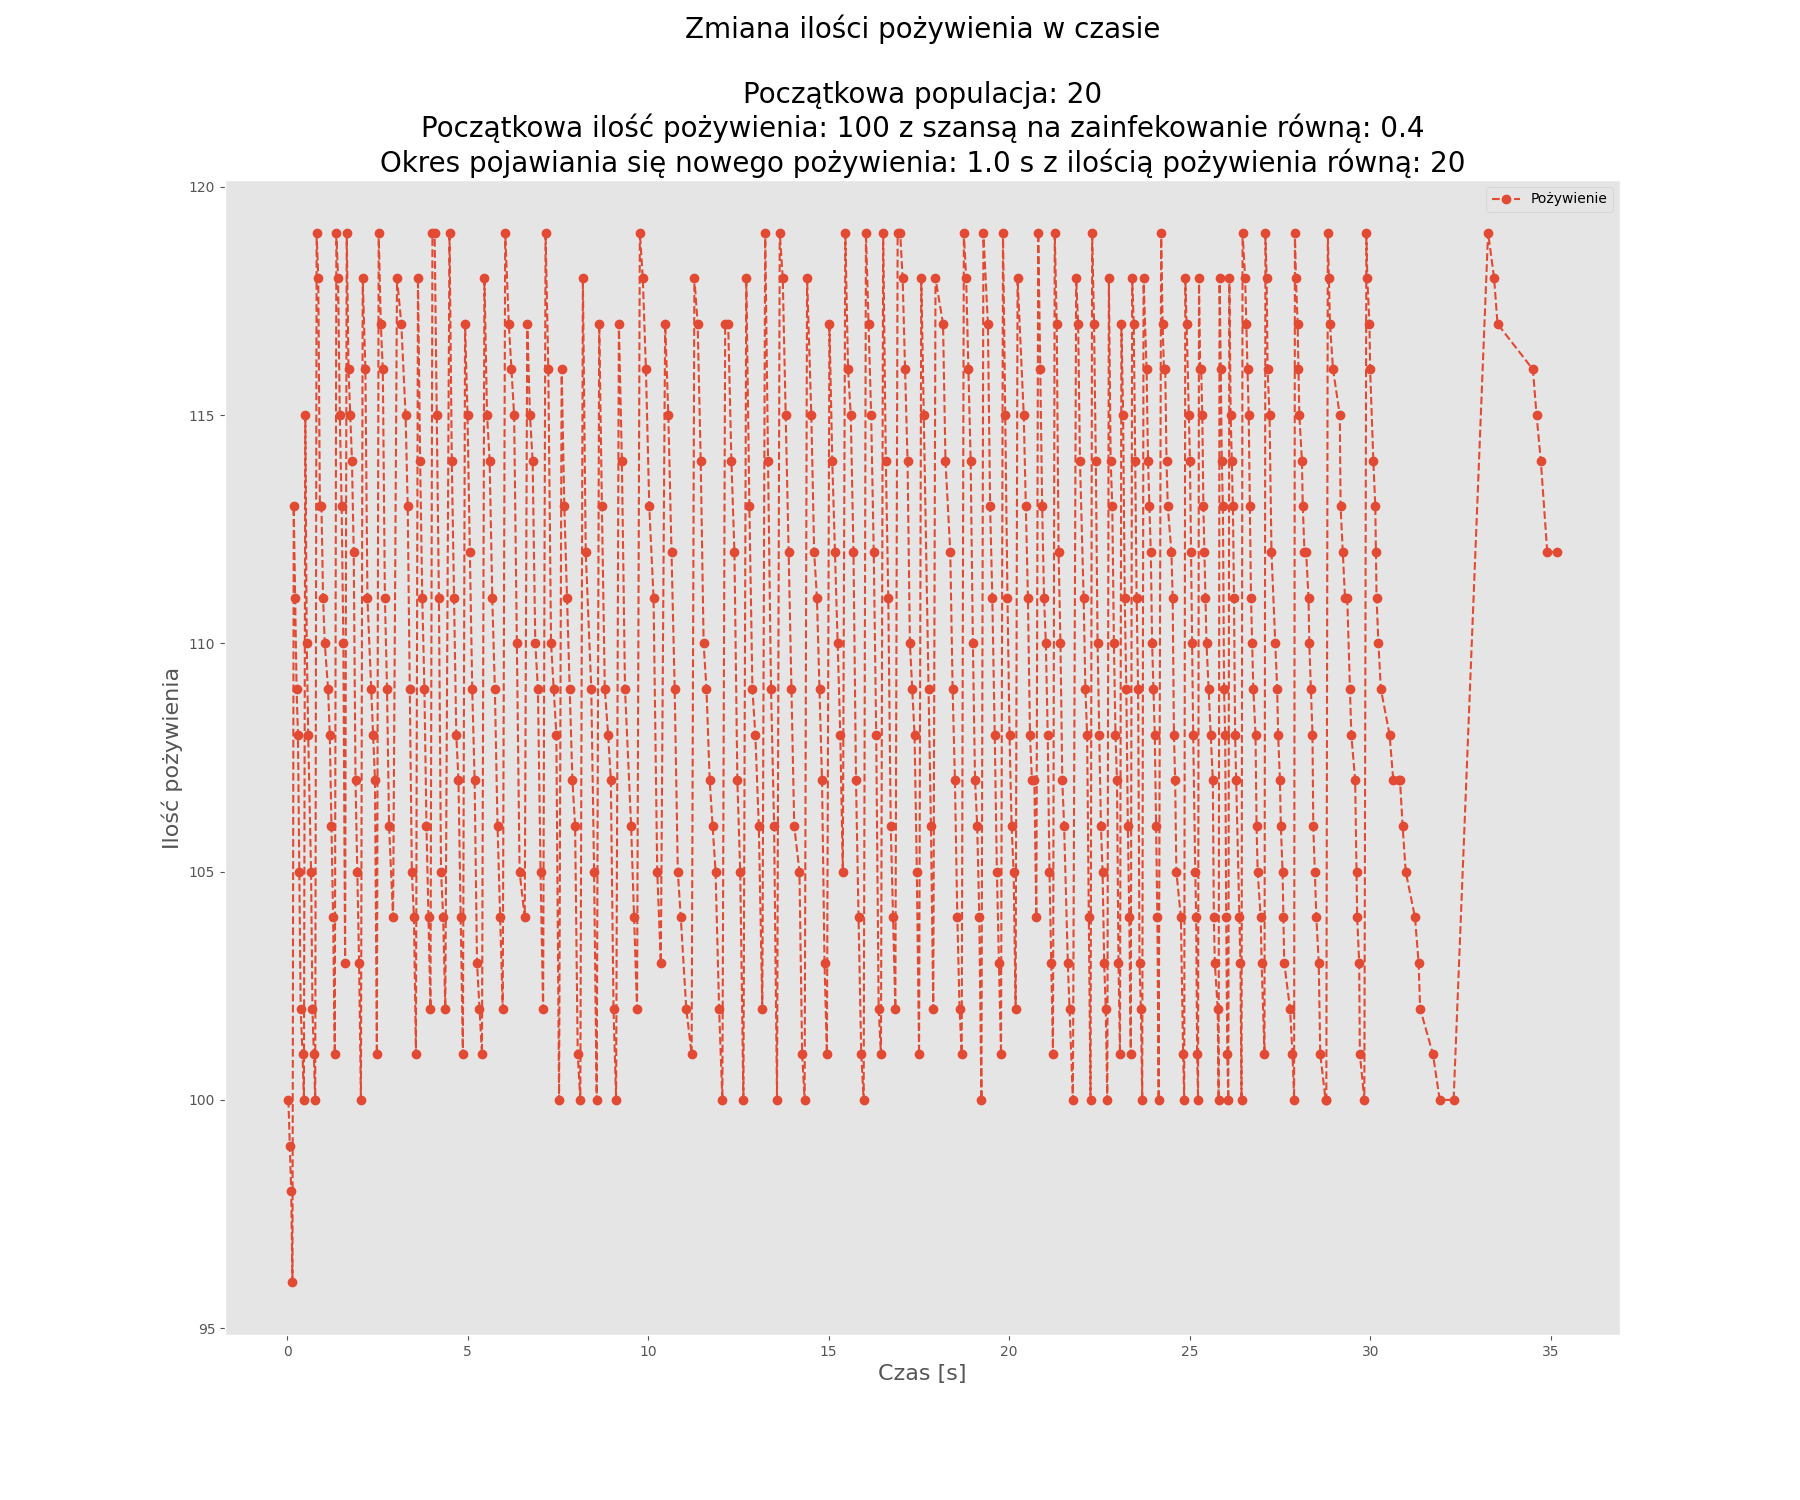 Zmiana ilości pożywienia w czasie
Początkowa populacja: 20
Początkowa ilość pożywienia: 100 z szansą na zainfekowanie równą: 0.4
Okres pojawiania się nowego pożywienia: 1.0 s z ilością pożywienia równą: 20
120
Pożywienie
115
110
Ilość pożywienia
105
100
95
0 5 10 15 20 25 30 35
Czas [s]